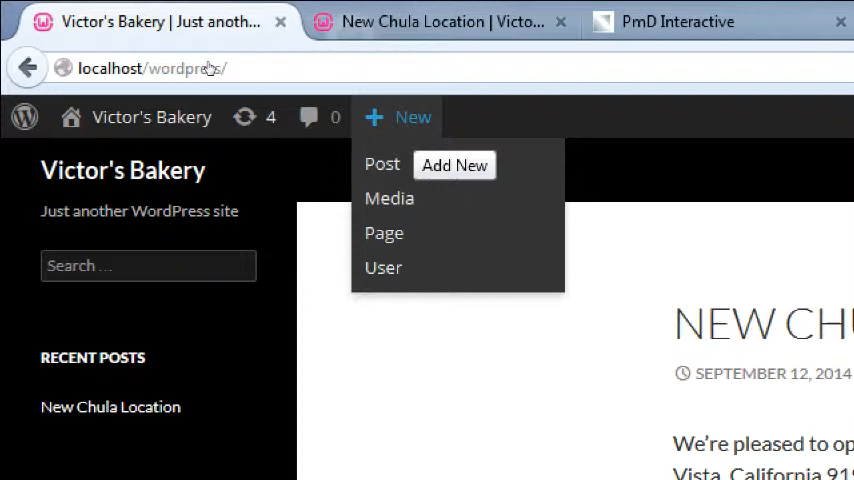 Victor's Bakery | Just anoth...
New Chula Location | Victo...
PmD Interactive
localhost/wordpress/
Victor's Bakery
4
0
New
Post
Add New
Media
Page
User
Victor's Bakery
Just another WordPress site
Search ...
RECENT POSTS
New Chula Location
NEW CHU
SEPTEMBER 12, 2014
We're pleased to op
Vista, California 919